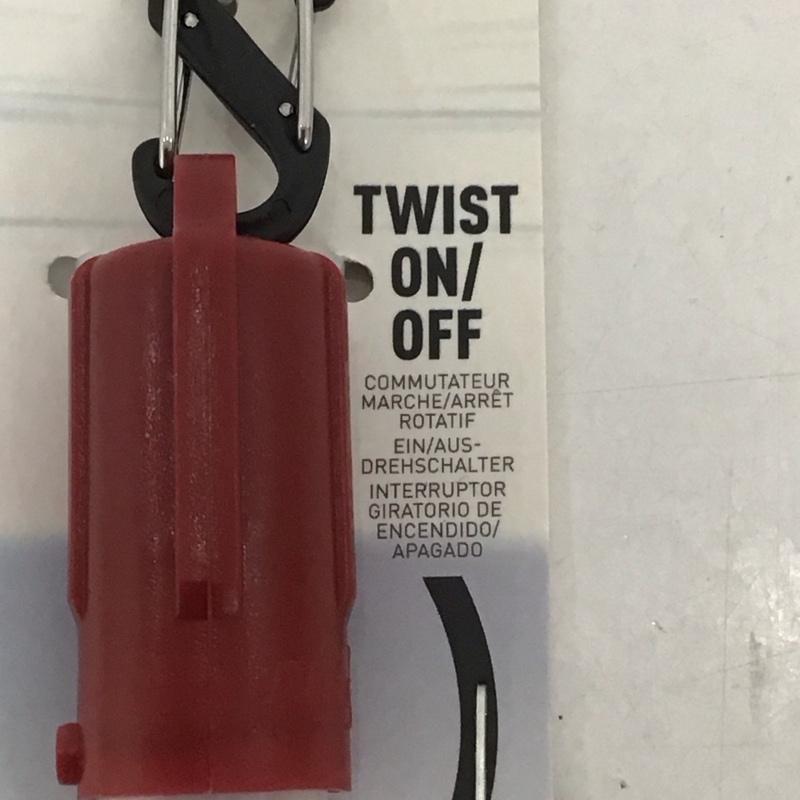 TWIST
ON/
OFF
COMMUTATEUR
MARCHE/ARRÊT
ROTATIF
EIN/AUS-
DREHSCHALTER
INTERRUPTOR
GIRATORIO DE
ENCENDIDO/
APAGADO